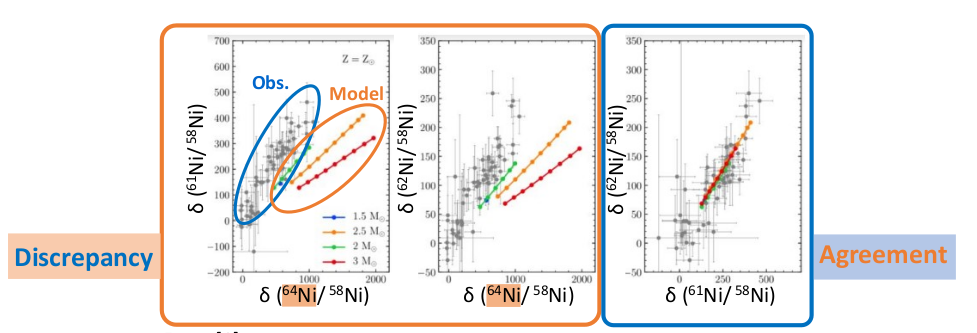 Discrepancy
700
600
500
400
300
200
100
0
−100
−200
δ (⁶¹Ni/ ⁵⁸Ni)
Obs.
Model
Z = Z☉
1.5 M☉
2.5 M☉
2 M☉
3 M☉
0
1000
2000
δ (⁶⁴Ni/ ⁵⁸Ni)
350
300
250
200
150
100
50
0
−50
δ (⁶²Ni/ ⁵⁸Ni)
0
1000
2000
δ (⁶⁴Ni/ ⁵⁸Ni)
350
300
250
200
150
100
50
0
−50
δ (⁶²Ni/ ⁵⁸Ni)
0
250
500
δ (⁶¹Ni/ ⁵⁸Ni)
Agreement